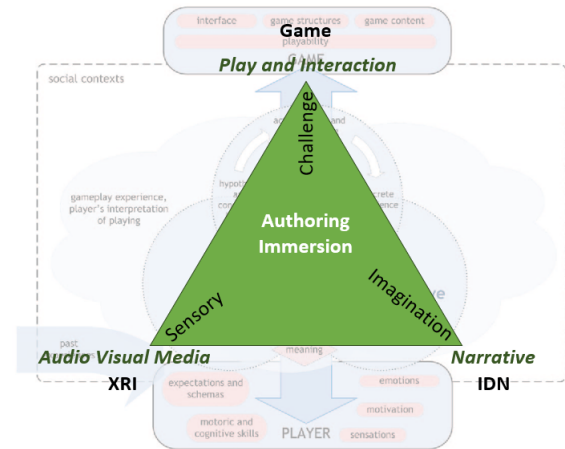 interface
game structures
game content
Game
playability
GAME
Play and Interaction
social contexts
Challenge
gameplay experience,
player's interpretation
of playing
Authoring
Immersion
Sensory
Imagination
past
meaning
Audio Visual Media
Narrative
XRI
IDN
expectations and
schemas
emotions
motivation
motoric and
cognitive skills
PLAYER
sensations